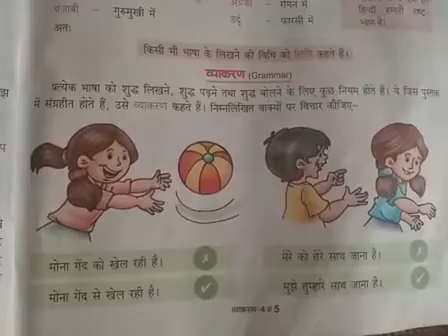 पंजाबी – गुरुमुखी में
अतः
रोमन में
उर्दू – फारसी में
हिन्दी हमारी राष्ट्र-
भाषा है।
किसी भी भाषा के लिखने की विधि को लिपि कहते हैं।
व्याकरण (Grammar)
प्रत्येक भाषा को शुद्ध लिखने, शुद्ध पढ़ने तथा शुद्ध बोलने के लिए कुछ नियम होते हैं। ये जिस पुस्तक
में संग्रहीत होते हैं, उसे व्याकरण कहते हैं। निम्नलिखित वाक्यों पर विचार कीजिए–
मोना गेंद को खेल रही है। ✗
मोना गेंद से खेल रही है। ✓
मेरे को तेरे साथ जाना है। ✗
मुझे तुम्हारे साथ जाना है। ✓
व्याकरण-4 5